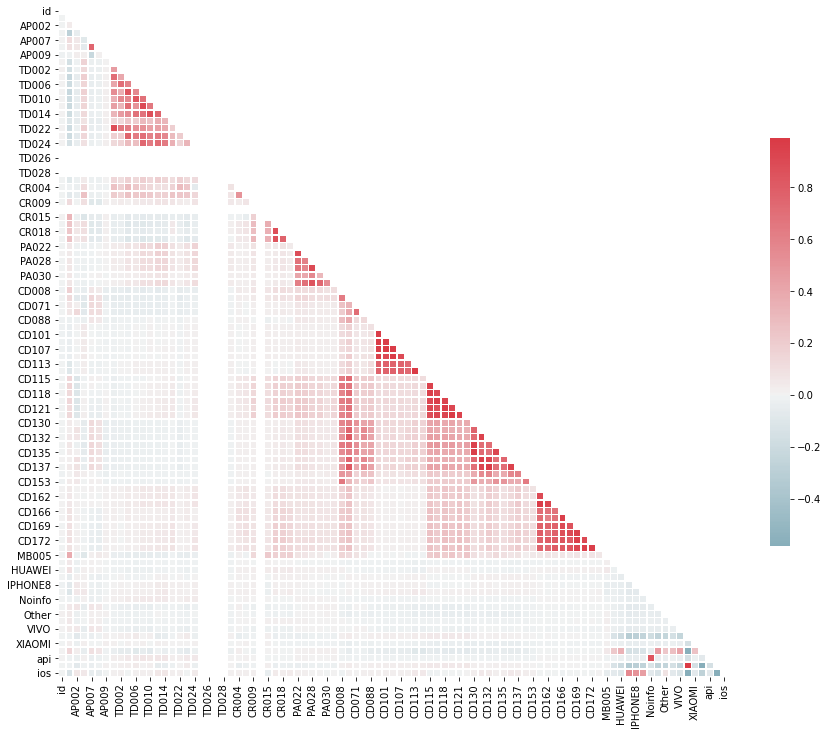 id
AP002
AP007
AP009
TD002
TD006
TD010
TD014
TD022
TD024
TD026
TD028
CR004
CR009
CR015
CR018
PA022
PA028
PA030
CD008
CD071
CD088
CD101
CD107
CD113
CD115
CD118
CD121
CD130
CD132
CD135
CD137
CD153
CD162
CD166
CD169
CD172
MB005
HUAWEI
IPHONE8
Noinfo
Other
VIVO
XIAOMI
api
ios
id
AP002
AP007
AP009
TD002
TD006
TD010
TD014
TD022
TD024
TD026
TD028
CR004
CR009
CR015
CR018
PA022
PA028
PA030
CD008
CD071
CD088
CD101
CD107
CD113
CD115
CD118
CD121
CD130
CD132
CD135
CD137
CD153
CD162
CD166
CD169
CD172
MB005
HUAWEI
IPHONE8
Noinfo
Other
VIVO
XIAOMI
api
ios
0.8
0.6
0.4
0.2
0.0
−0.2
−0.4